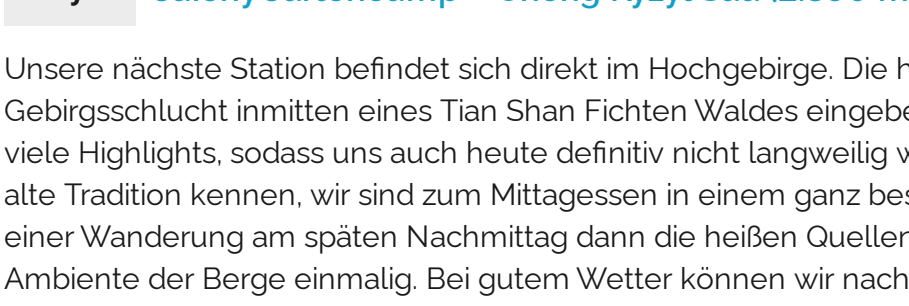 Unsere nächste Station befindet sich direkt im Hochgebirge. Die h
Gebirgsschlucht inmitten eines Tian Shan Fichten Waldes eingebe
viele Highlights, sodass uns auch heute definitiv nicht langweilig w
alte Tradition kennen, wir sind zum Mittagessen in einem ganz bes
einer Wanderung am späten Nachmittag dann die heißen Quellen
Ambiente der Berge einmalig. Bei gutem Wetter können wir nach